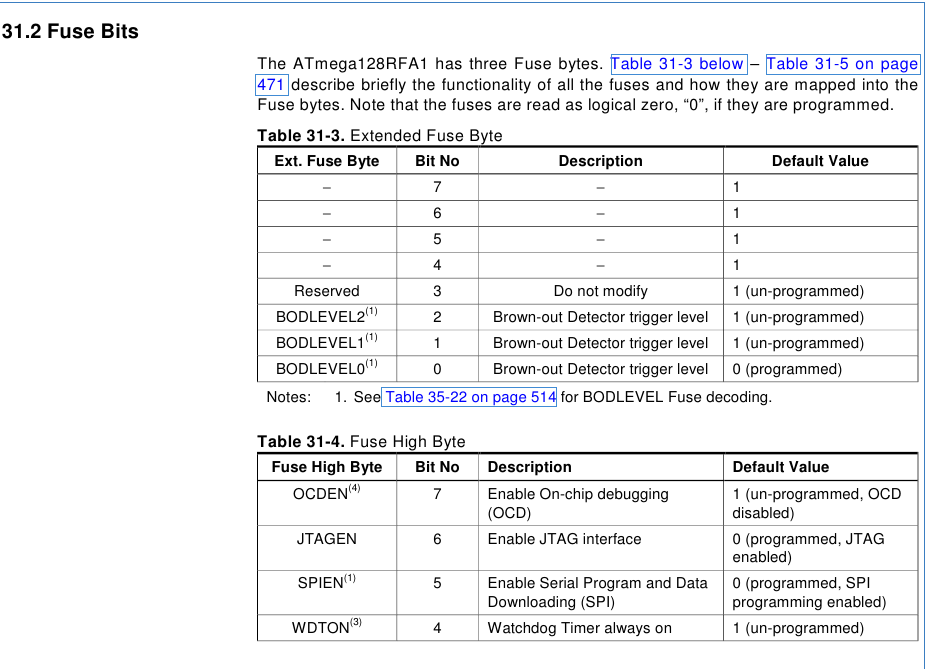 31.2 Fuse Bits
The ATmega128RFA1 has three Fuse bytes. Table 31-3 below – Table 31-5 on page
471 describe briefly the functionality of all the fuses and how they are mapped into the
Fuse bytes. Note that the fuses are read as logical zero, “0”, if they are programmed.
Table 31-3. Extended Fuse Byte
Ext. Fuse Byte Bit No Description Default Value
– 7 – 1
– 6 – 1
– 5 – 1
– 4 – 1
Reserved 3 Do not modify 1 (un-programmed)
BODLEVEL2(1) 2 Brown-out Detector trigger level 1 (un-programmed)
BODLEVEL1(1) 1 Brown-out Detector trigger level 1 (un-programmed)
BODLEVEL0(1) 0 Brown-out Detector trigger level 0 (programmed)
Notes: 1. See Table 35-22 on page 514 for BODLEVEL Fuse decoding.
Table 31-4. Fuse High Byte
Fuse High Byte Bit No Description Default Value
OCDEN(4) 7 Enable On-chip debugging 1 (un-programmed, OCD
(OCD) disabled)
JTAGEN 6 Enable JTAG interface 0 (programmed, JTAG
enabled)
SPIEN(1) 5 Enable Serial Program and Data 0 (programmed, SPI
Downloading (SPI) programming enabled)
WDTON(3) 4 Watchdog Timer always on 1 (un-programmed)